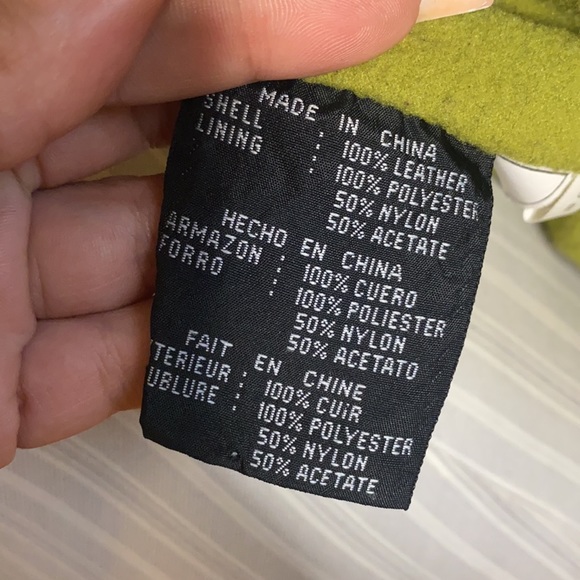 MADE IN CHINA
SHELL : 100% LEATHER
LINING : 100% POLYESTER
50% NYLON
50% ACETATE
HECHO EN CHINA
ARMAZON : 100% CUERO
FORRO : 100% POLIESTER
50% NYLON
50% ACETATO
FAIT EN CHINE
XTERIEUR : 100% CUIR
UBLURE : 100% POLYESTER
50% NYLON
50% ACETATE